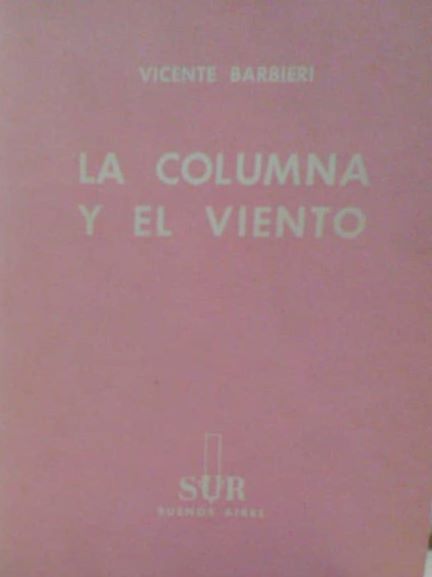 VICENTE BARBIERI
LA COLUMNA
Y EL VIENTO
SUR
BUENOS AIRES